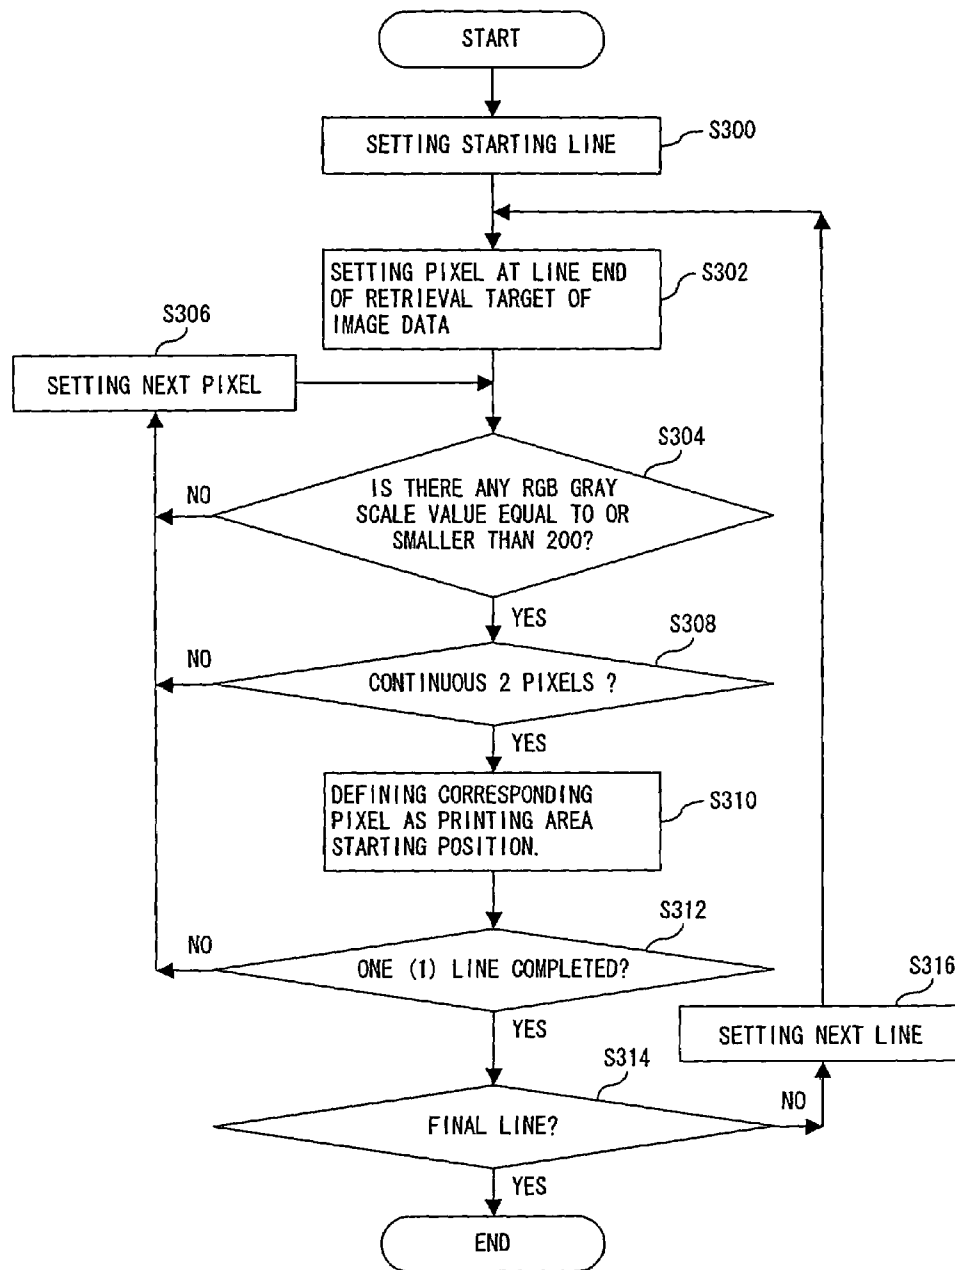 START
SETTING STARTING LINE
S300
SETTING PIXEL AT LINE END
OF RETRIEVAL TARGET OF
IMAGE DATA
S302
S306
SETTING NEXT PIXEL
S304
IS THERE ANY RGB GRAY
SCALE VALUE EQUAL TO OR
SMALLER THAN 200?
NO
YES
S308
CONTINUOUS 2 PIXELS ?
NO
YES
DEFINING CORRESPONDING
PIXEL AS PRINTING AREA
STARTING POSITION.
S310
S312
ONE (1) LINE COMPLETED?
NO
YES
S316
SETTING NEXT LINE
S314
FINAL LINE?
NO
YES
END